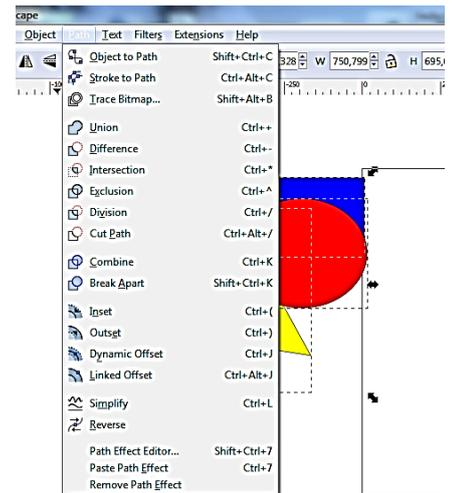 cape
Object Path Text Filters Extensions Help
328 W 750,799 H 695,
-250 0
Object to Path Shift+Ctrl+C
Stroke to Path Ctrl+Alt+C
Trace Bitmap... Shift+Alt+B
Union Ctrl++
Difference Ctrl+-
Intersection Ctrl+*
Exclusion Ctrl+^
Division Ctrl+/
Cut Path Ctrl+Alt+/
Combine Ctrl+K
Break Apart Shift+Ctrl+K
Inset Ctrl+(
Outset Ctrl+)
Dynamic Offset Ctrl+J
Linked Offset Ctrl+Alt+J
Simplify Ctrl+L
Reverse
Path Effect Editor... Shift+Ctrl+7
Paste Path Effect Ctrl+7
Remove Path Effect